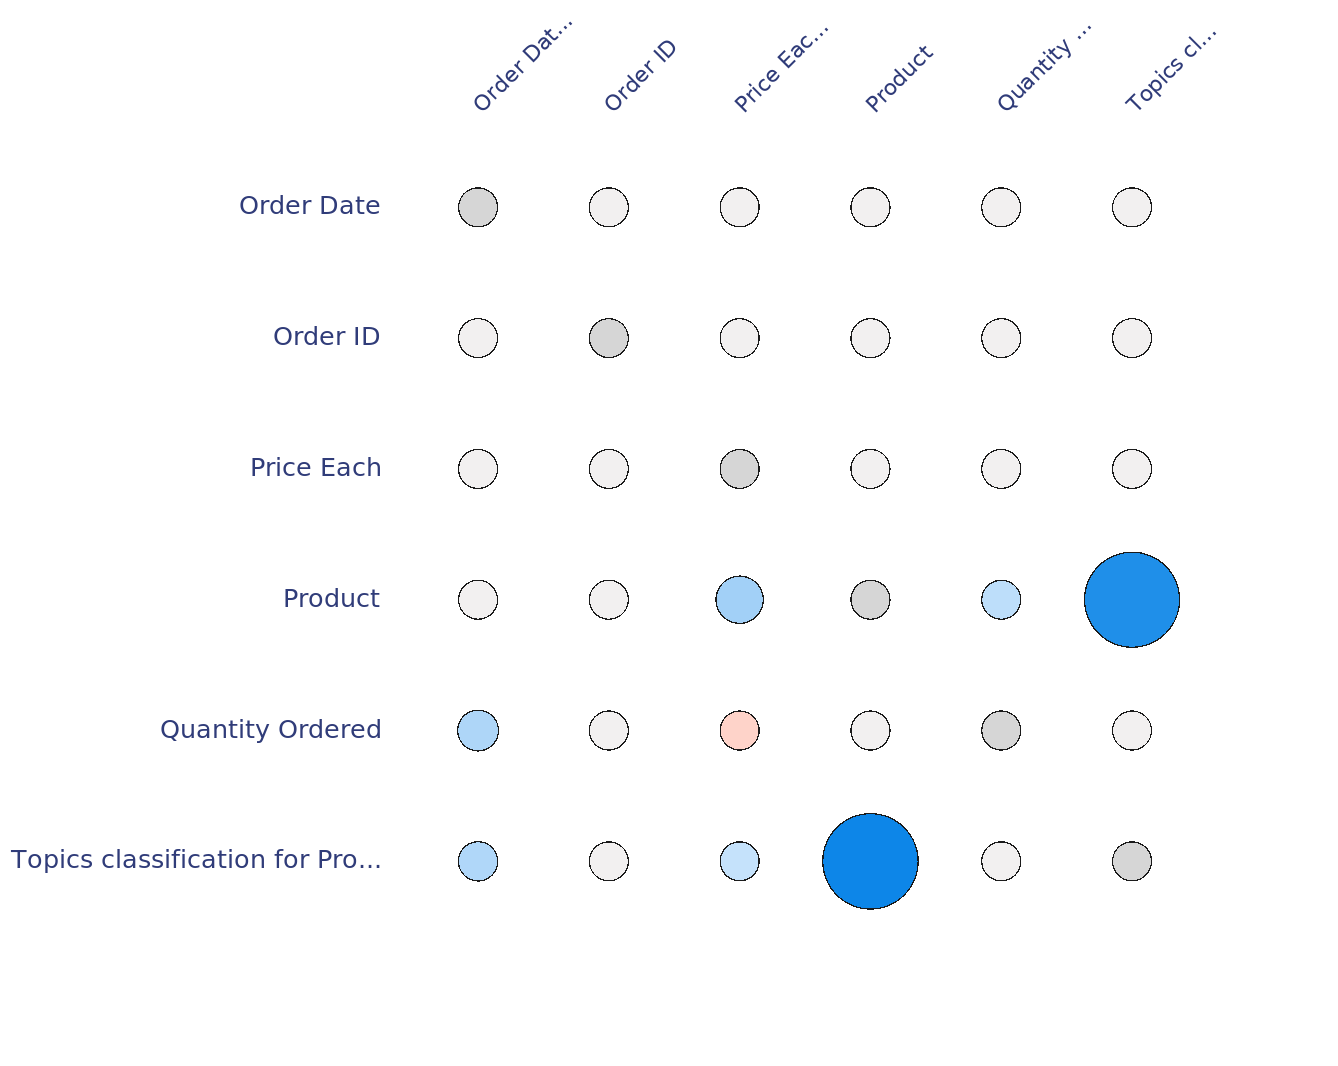 Order Dat...
Order ID
Price Eac...
Product
Quantity ...
Topics cl...
Order Date
Order ID
Price Each
Product
Quantity Ordered
Topics classification for Pro...